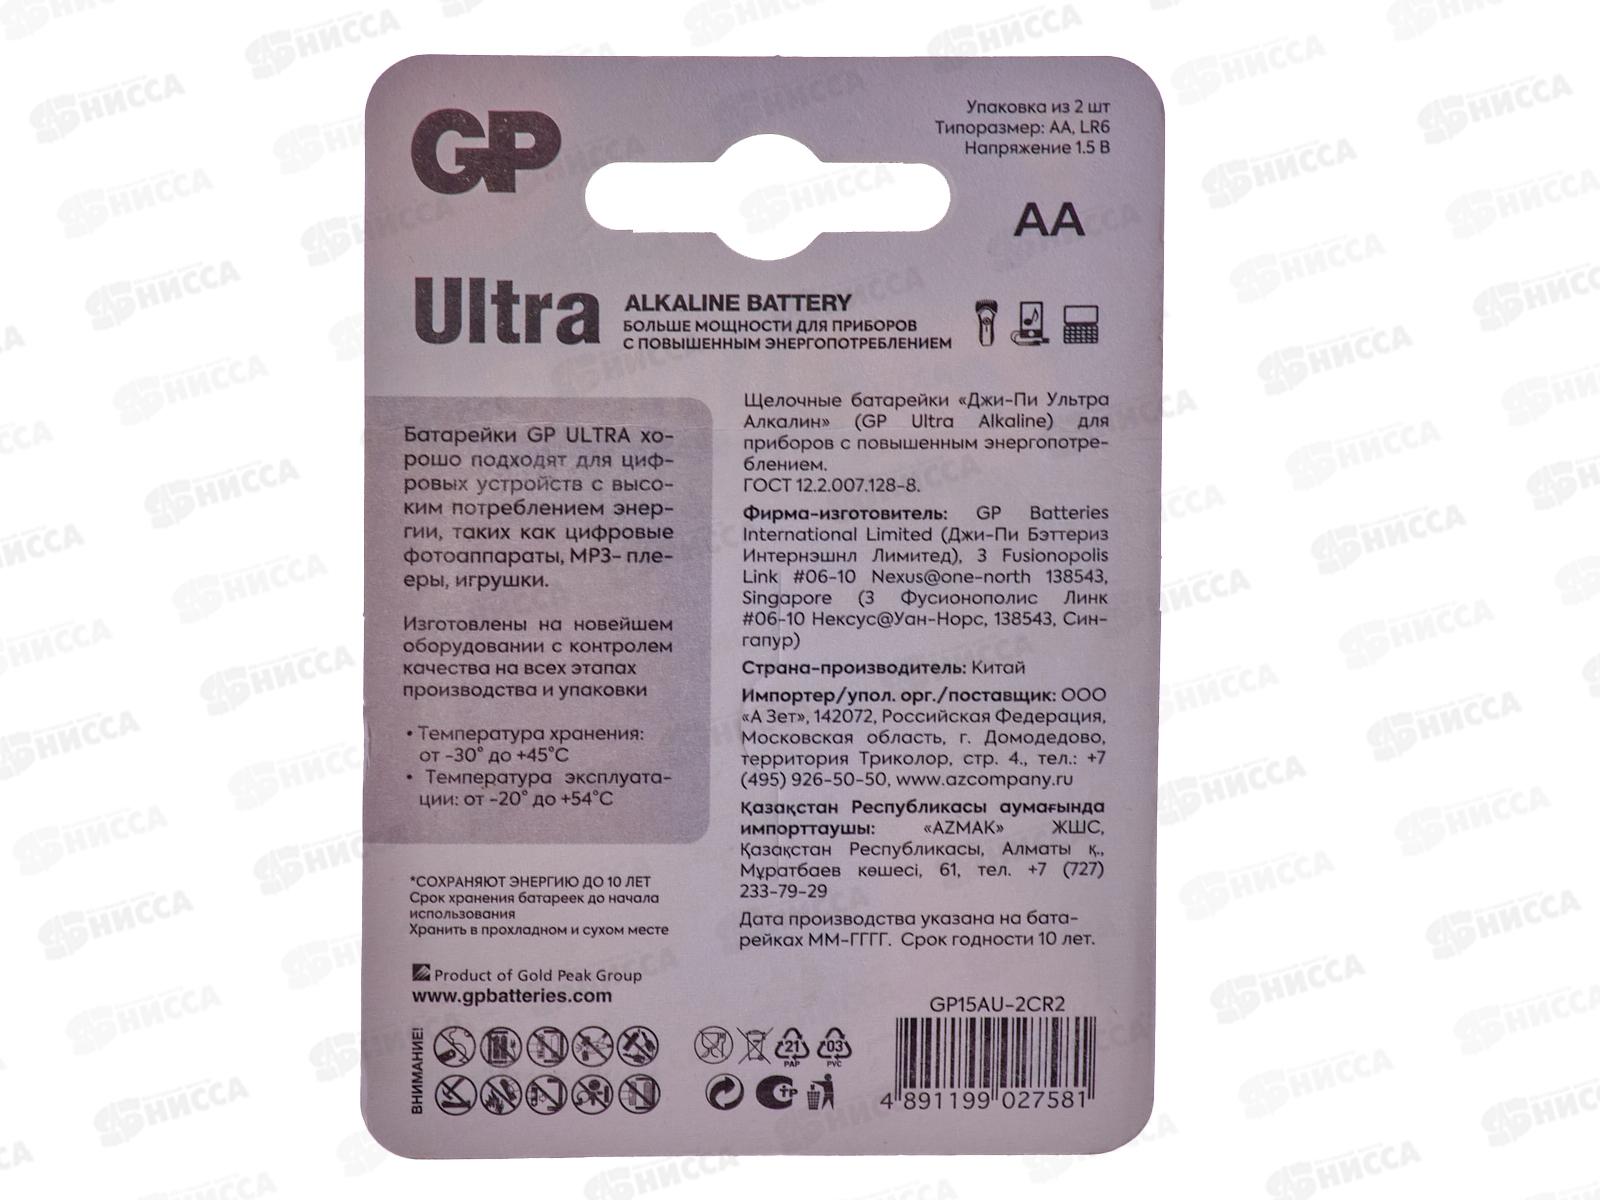 GP
Упаковка из 2 шт
Типоразмер: АА, LR6
Напряжение 1.5 В
AA
Ultra
ALKALINE BATTERY
БОЛЬШЕ МОЩНОСТИ ДЛЯ ПРИБОРОВ
С ПОВЫШЕННЫМ ЭНЕРГОПОТРЕБЛЕНИЕМ
Батарейки GP ULTRA хо-
рошо подходят для циф-
ровых устройств с высо-
ким потреблением энер-
гии, таких как цифровые
фотоаппараты, MP3- пле-
еры, игрушки.
Изготовлены на новейшем
оборудовании с контролем
качества на всех этапах
производства и упаковки
• Температура хранения:
от -30° до +45°С
• Температура эксплуата-
ции: от -20° до +54°С
*СОХРАНЯЮТ ЭНЕРГИЮ ДО 10 ЛЕТ
Срок хранения батареек до начала
использования
Хранить в прохладном и сухом месте
Product of Gold Peak Group
www.gpbatteries.com
ВНИМАНИЕ!
Щелочные батарейки «Джи-Пи Ультра
Алкалин» (GP Ultra Alkaline) для
приборов с повышенным энергопотре-
блением.
ГОСТ 12.2.007.128-8.
Фирма-изготовитель: GP Batteries
International Limited (Джи-Пи Бэттериз
Интернэшнл Лимитед), 3 Fusionopolis
Link #06-10 Nexus@one-north 138543,
Singapore (3 Фусионополис Линк
#06-10 Нексус@Уан-Норс, 138543, Син-
гапур)
Страна-производитель: Китай
Импортер/упол. орг./поставщик: ООО
«А Зет», 142072, Российская Федерация,
Московская область, г. Домодедово,
территория Триколор, стр. 4., тел.: +7
(495) 926-50-50, www.azcompany.ru
Қазақстан Республикасы аумағында
импорттаушы: «AZMAK» ЖШС,
Қазақстан Республикасы, Алматы қ.,
Мұратбаев көшесі, 61, тел. +7 (727)
233-79-29
Дата производства указана на бата-
рейках ММ-ГГГГ. Срок годности 10 лет.
21
PAP
03
PVC
GP15AU-2CR2
4 891199 027581
НИССА